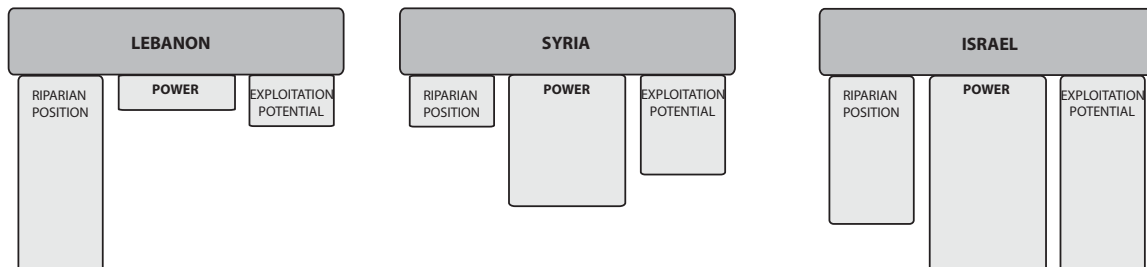 LEBANON
RIPARIAN
POSITION
POWER
EXPLOITATION
POTENTIAL
SYRIA
RIPARIAN
POSITION
POWER
EXPLOITATION
POTENTIAL
ISRAEL
RIPARIAN
POSITION
POWER
EXPLOITATION
POTENTIAL